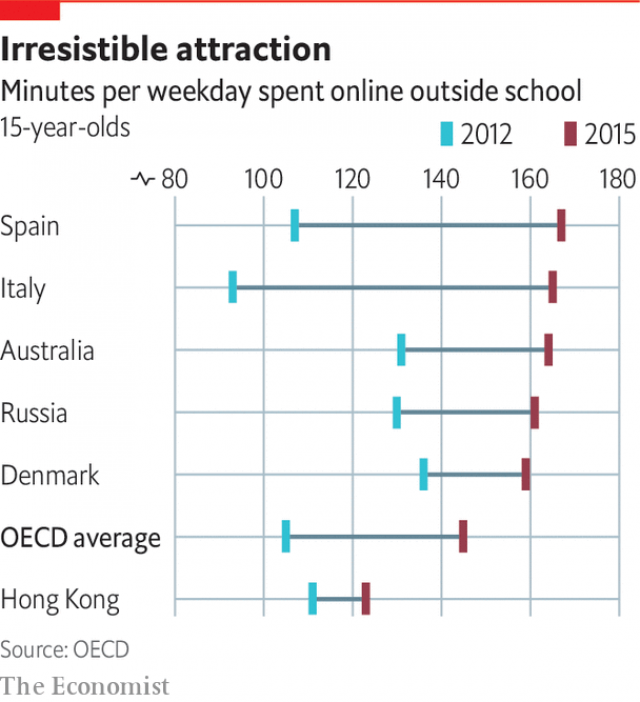 Irresistible attraction
Minutes per weekday spent online outside school
15-year-olds
2012 2015
80 100 120 140 160 180
Spain
Italy
Australia
Russia
Denmark
OECD average
Hong Kong
Source: OECD
The Economist